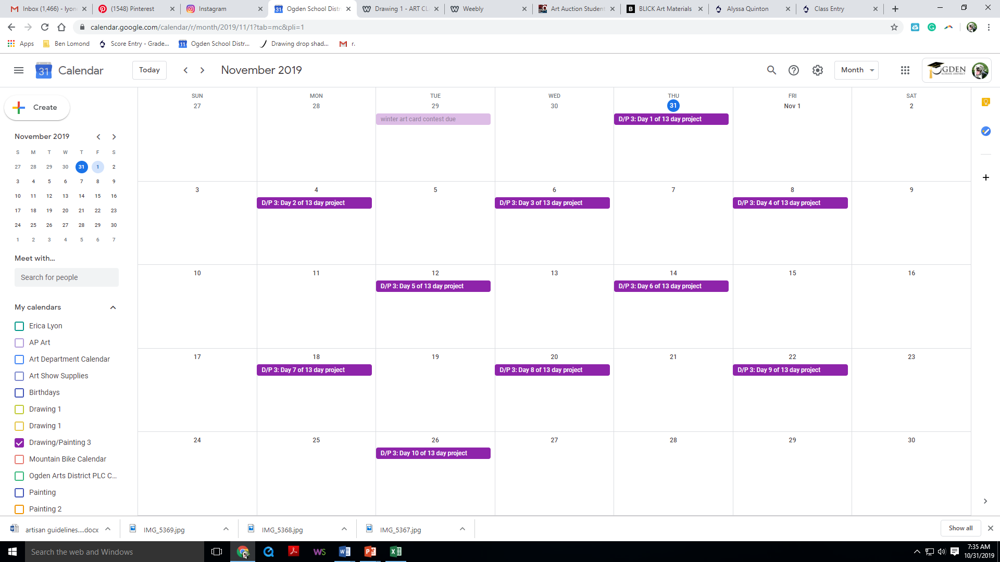 Inbox (1,466) - lyon
(1548) Pinterest
Instagram
Ogden School Distr
Drawing 1 - ART CL
Weebly
Art Auction Student
BLICK Art Materials
Alyssa Quinton
Class Entry
calendar.google.com/calendar/r/month/2019/11/1?tab=mc&pli=1
Apps
Ben Lomond
Score Entry - Grade...
Ogden School Distr...
Drawing drop shad...
r.
31 Calendar
Today
November 2019
Month
OGDEN
SCHOOL DISTRICT
Create
November 2019
S M T W T F S
27 28 29 30 31 1 2
3 4 5 6 7 8 9
10 11 12 13 14 15 16
17 18 19 20 21 22 23
24 25 26 27 28 29 30
1 2 3 4 5 6 7
Meet with...
Search for people
My calendars
Erica Lyon
AP Art
Art Department Calendar
Art Show Supplies
Birthdays
Drawing 1
Drawing 1
Drawing/Painting 3
Mountain Bike Calendar
Ogden Arts District PLC C...
Painting
Painting 2
SUN MON TUE WED THU FRI SAT
27 28 29 30 31 Nov 1 2
winter art card contest due
D/P 3: Day 1 of 13 day project
3 4 5 6 7 8 9
D/P 3: Day 2 of 13 day project
D/P 3: Day 3 of 13 day project
D/P 3: Day 4 of 13 day project
10 11 12 13 14 15 16
D/P 3: Day 5 of 13 day project
D/P 3: Day 6 of 13 day project
17 18 19 20 21 22 23
D/P 3: Day 7 of 13 day project
D/P 3: Day 8 of 13 day project
D/P 3: Day 9 of 13 day project
24 25 26 27 28 29 30
D/P 3: Day 10 of 13 day project
artisan guidelines....docx
IMG_5369.jpg
IMG_5368.jpg
IMG_5367.jpg
Show all
Search the web and Windows
WS
7:35 AM
10/31/2019